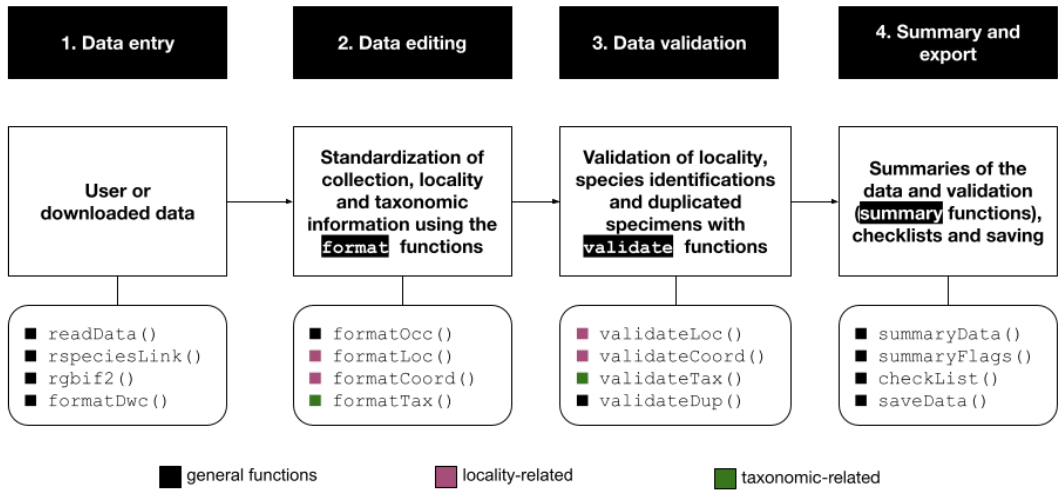 1. Data entry
2. Data editing
3. Data validation
4. Summary and
export
User or
downloaded data
Standardization of
collection, locality
and taxonomic
information using the
format functions
Validation of locality,
species identifications
and duplicated
specimens with
validate functions
Summaries of the
data and validation
(summary functions),
checklists and saving
readData()
rspeciesLink()
rgbif2()
formatDwc()
formatOcc()
formatLoc()
formatCoord()
formatTax()
validateLoc()
validateCoord()
validateTax()
validateDup()
summaryData()
summaryFlags()
checkList()
saveData()
general functions
locality-related
taxonomic-related